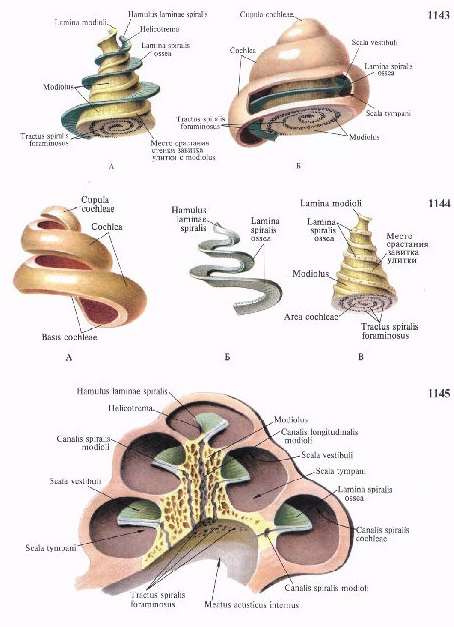 1143
Lamina modioli
Hamulus laminae spiralis
Helicotrema
Lamina
spiralis
ossea
Modiolus
Tractus spiralis
foraminosus
Место срастания
стенки завитка
улитки с modiolus
А
Cupula cochleae
Cochlea
Scala vestibuli
Lamina spiralis
ossea
Scala tympani
Tractus spiralis
foraminosus
Modiolus
Б
1144
Cupula
cochleae
Cochlea
Basis cochleae
А
Hamulus
laminae
spiralis
Lamina
spiralis
ossea
Б
Lamina modioli
Lamina
spiralis
ossea
Место
срастания
завитка
улитки
Modiolus
Area cochleae
Tractus spiralis
foraminosus
В
1145
Hamulus laminae spiralis
Helicotrema
Canalis spiralis
modioli
Scala vestibuli
Scala tympani
Modiolus
Canalis longitudinalis
modioli
Scala vestibuli
Scala tympani
Lamina spiralis
ossea
Canalis spiralis
cochleae
Canalis spiralis modioli
Tractus spiralis
foraminosus
Meatus acusticus internus